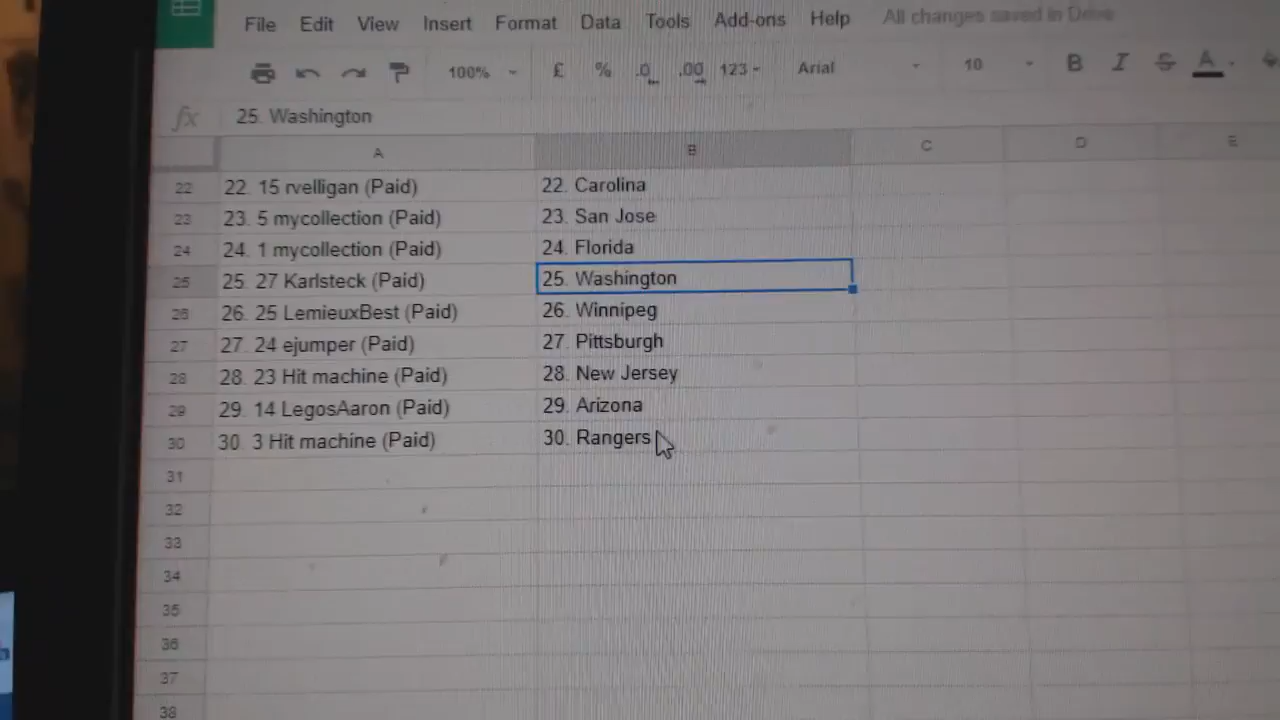 File Edit View Insert Format Data Tools Add-ons Help All changes saved in Drive
100% £ % .0 .00 123 Arial 10 B I S A
fx 25. Washington
A B C D E
22 22. 15 rvelligan (Paid) 22. Carolina
23 23. 5 mycollection (Paid) 23. San Jose
24 24. 1 mycollection (Paid) 24. Florida
25 25. 27 Karlsteck (Paid) 25. Washington
26 26. 25 LemieuxBest (Paid) 26. Winnipeg
27 27. 24 ejumper (Paid) 27. Pittsburgh
28 28. 23 Hit machine (Paid) 28. New Jersey
29 29. 14 LegosAaron (Paid) 29. Arizona
30 30. 3 Hit machine (Paid) 30. Rangers
31
32
33
34
35
36
37
38